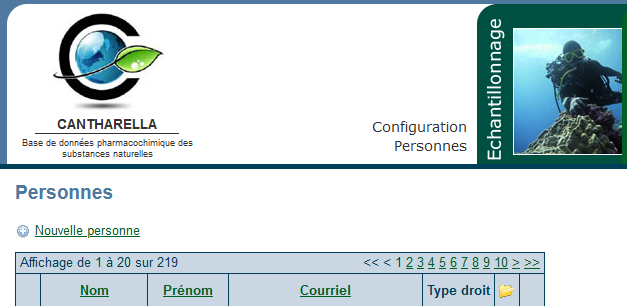 CANTHARELLA
Base de données pharmacochimique des
substances naturelles
Configuration
Personnes
Echantillonnage
Personnes
Nouvelle personne
Affichage de 1 à 20 sur 219 << < 1 2 3 4 5 6 7 8 9 10 > >>
Nom Prénom Courriel Type droit